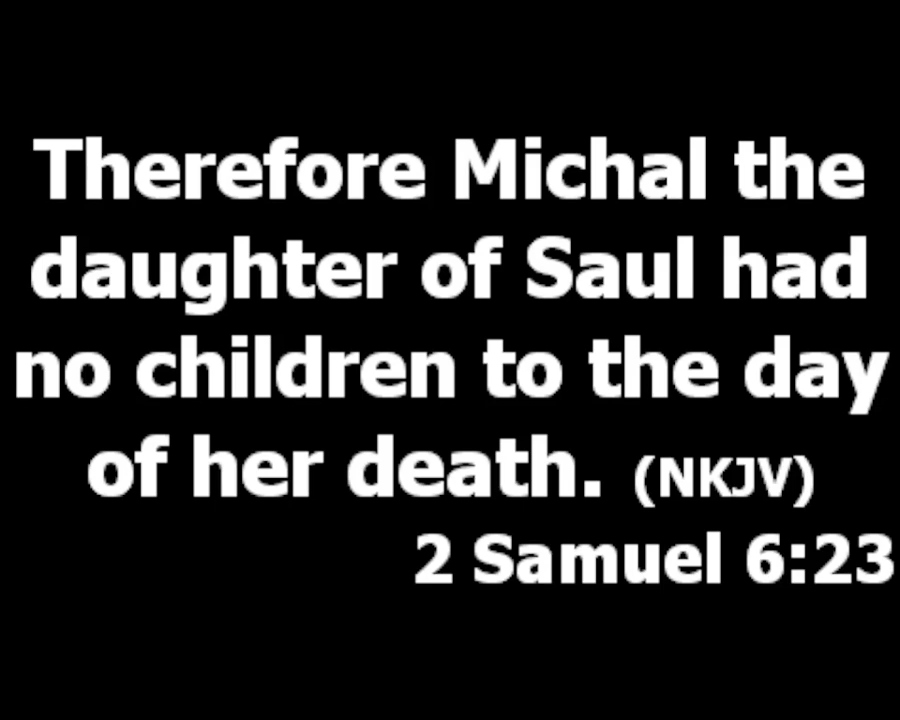 Therefore Michal the
daughter of Saul had
no children to the day
of her death. (NKJV)
2 Samuel 6:23